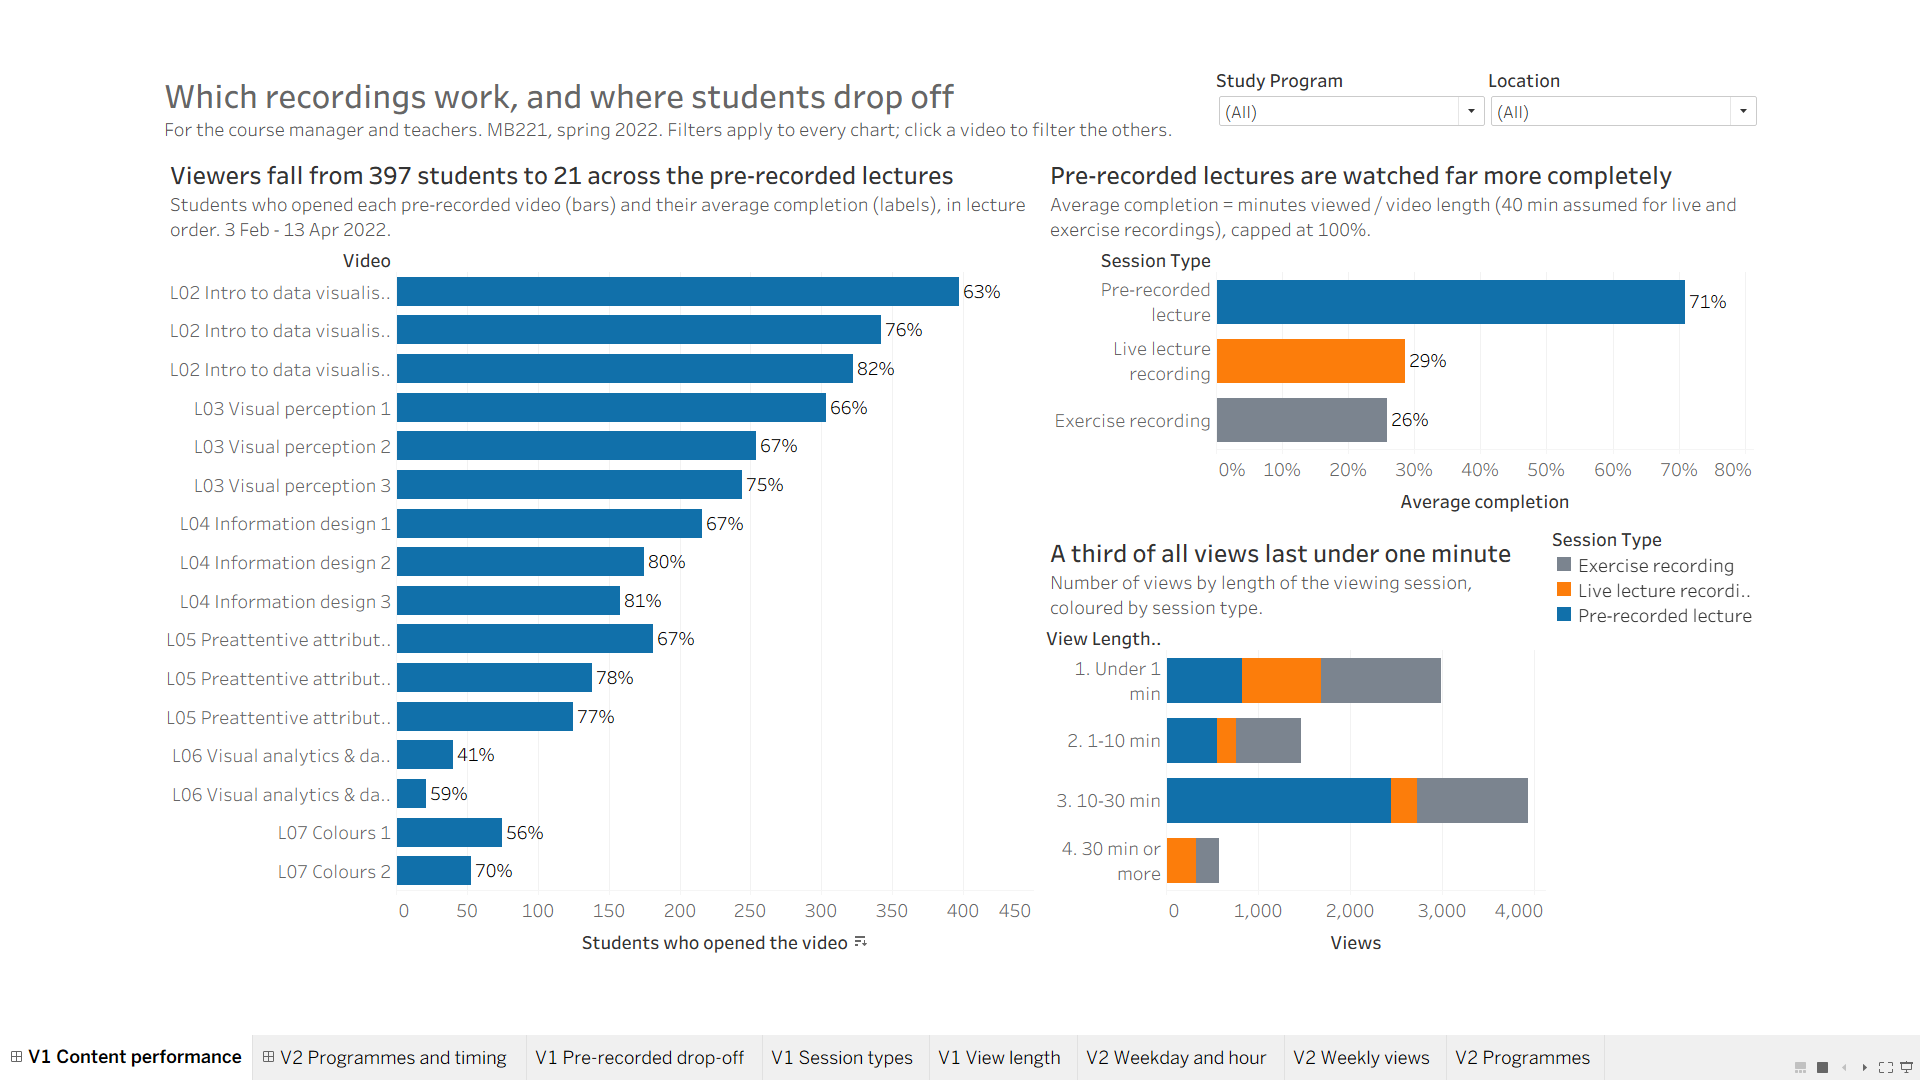 Which recordings work, and where students drop off
For the course manager and teachers. MB221, spring 2022. Filters apply to every chart; click a video to filter the others.
Study Program
(All)
Location
(All)
Viewers fall from 397 students to 21 across the pre-recorded lectures
Students who opened each pre-recorded video (bars) and their average completion (labels), in lecture
order. 3 Feb - 13 Apr 2022.
Video
L02 Intro to data visualis.. 63%
L02 Intro to data visualis.. 76%
L02 Intro to data visualis.. 82%
L03 Visual perception 1 66%
L03 Visual perception 2 67%
L03 Visual perception 3 75%
L04 Information design 1 67%
L04 Information design 2 80%
L04 Information design 3 81%
L05 Preattentive attribut.. 67%
L05 Preattentive attribut.. 78%
L05 Preattentive attribut.. 77%
L06 Visual analytics & da.. 41%
L06 Visual analytics & da.. 59%
L07 Colours 1 56%
L07 Colours 2 70%
0 50 100 150 200 250 300 350 400 450
Students who opened the video
Pre-recorded lectures are watched far more completely
Average completion = minutes viewed / video length (40 min assumed for live and
exercise recordings), capped at 100%.
Session Type
Pre-recorded
lecture 71%
Live lecture
recording 29%
Exercise recording 26%
0% 10% 20% 30% 40% 50% 60% 70% 80%
Average completion
A third of all views last under one minute
Number of views by length of the viewing session,
coloured by session type.
Session Type
Exercise recording
Live lecture recordi..
Pre-recorded lecture
View Length..
1. Under 1
min
2. 1-10 min
3. 10-30 min
4. 30 min or
more
0 1,000 2,000 3,000 4,000
Views
V1 Content performance
V2 Programmes and timing
V1 Pre-recorded drop-off
V1 Session types
V1 View length
V2 Weekday and hour
V2 Weekly views
V2 Programmes